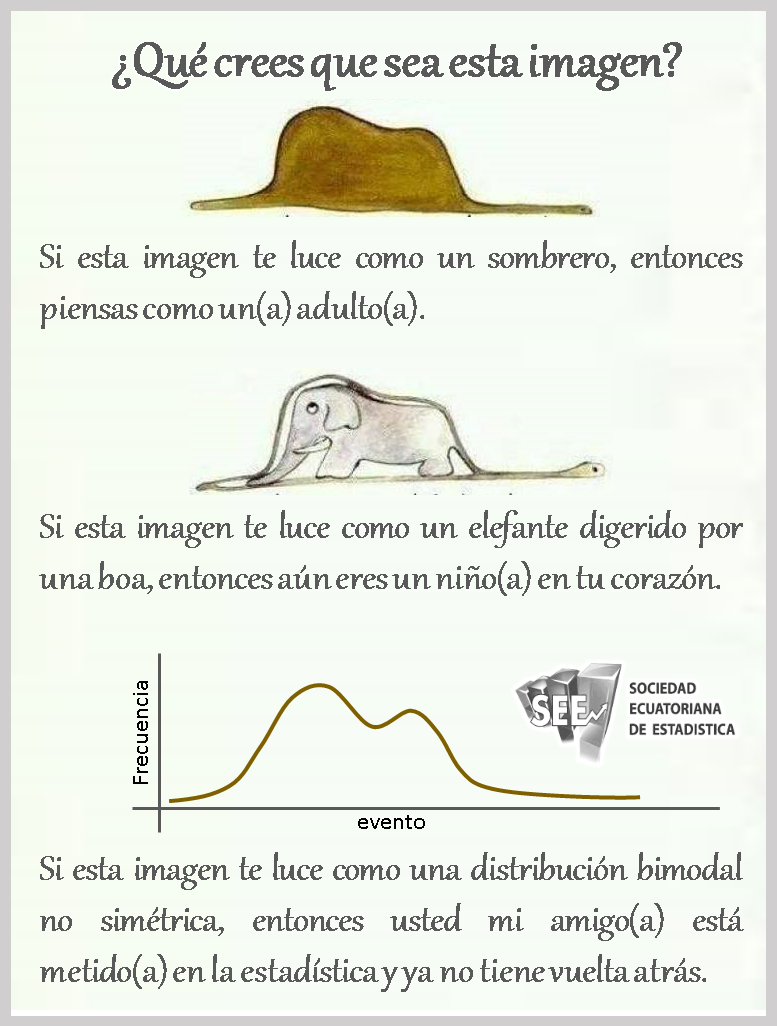 ¿Qué crees que sea esta imagen?
Si esta imagen te luce como un sombrero, entonces
piensas como un(a) adulto(a).
Si esta imagen te luce como un elefante digerido por
una boa, entonces aún eres un niño(a) en tu corazón.
Frecuencia
SEE
SOCIEDAD
ECUATORIANA
DE ESTADISTICA
evento
Si esta imagen te luce como una distribución bimodal
no simétrica, entonces usted mi amigo(a) está
metido(a) en la estadística y ya no tiene vuelta atrás.